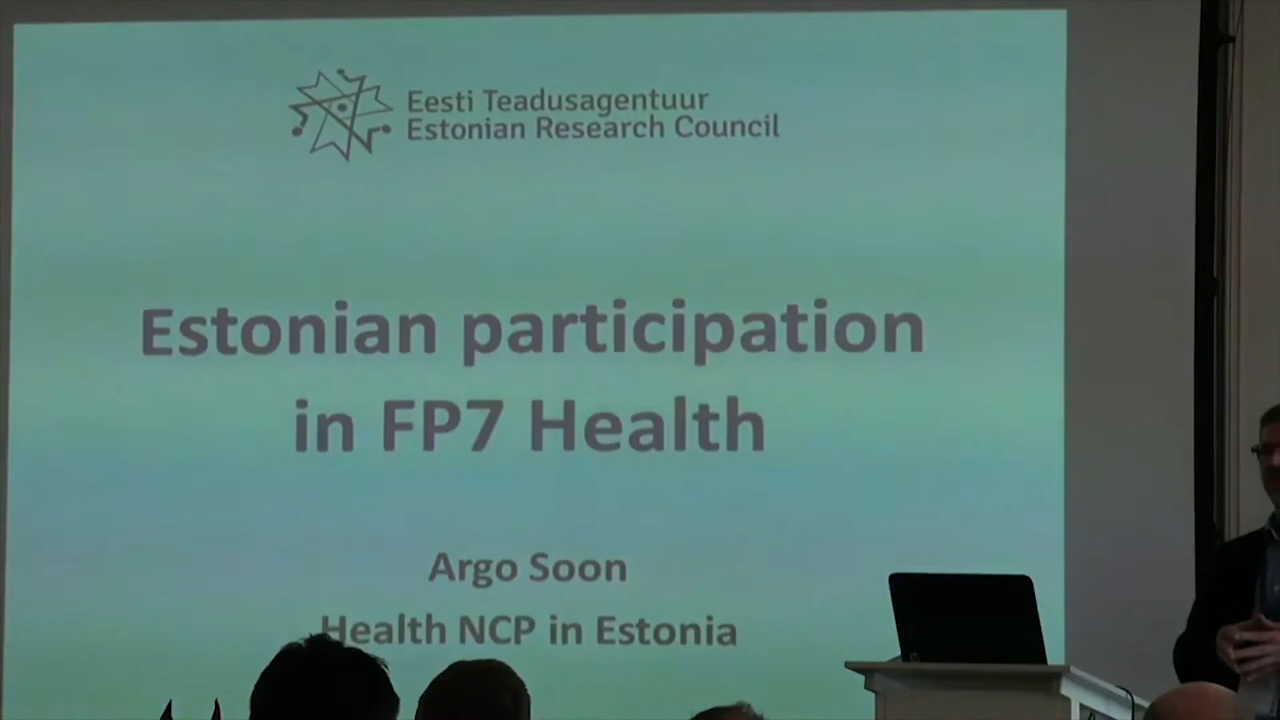 Eesti Teadusagentuur
Estonian Research Council
Estonian participation
in FP7 Health
Argo Soon
Health NCP in Estonia